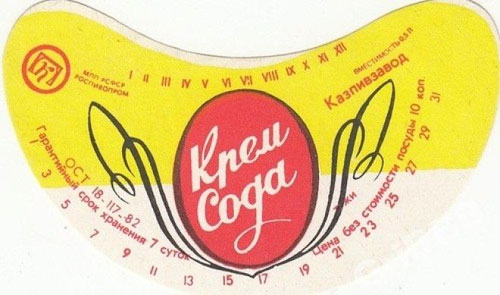 МПП РСФСР
РОСПИВОПРОМ
I II III IV V VI VII VIII IX X XI XII
ВМЕСТИМОСТЬ 0,5 Л
Казпивзавод
Крем
Сода
ОСТ 18-117-82
Гарантийный срок хранения 7 суток
Цена без стоимости посуды 10 коп.
1 3 5 7 9 11 13 15 17 19 21 23 25 27 29 31